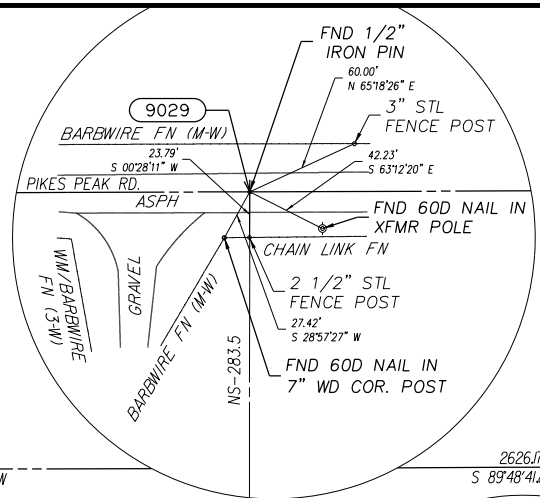 FND 1/2"
IRON PIN
60.00'
N 65°18'26" E
9029
3" STL
FENCE POST
BARBWIRE FN (M-W)
23.79'
S 00°28'11" W
42.23'
S 63°12'20" E
PIKES PEAK RD.
ASPH
FND 60D NAIL IN
XFMR POLE
CHAIN LINK FN
WM/BARBWIRE
FN (3-W)
GRAVEL
BARBWIRE FN (M-W)
NS-283.5
2 1/2" STL
FENCE POST
27.42'
S 28°57'27" W
FND 60D NAIL IN
7" WD COR. POST
W
S 89°48'41